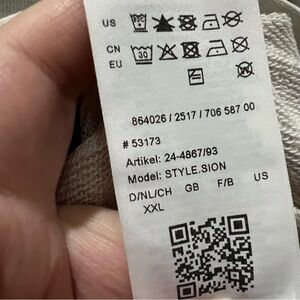 US
CN
30
EU
864026 / 2517 / 706 587 00
# 53173
Artikel: 24-4867/93
Model: STYLE.SION
D/NL/CH GB F/B US
XXL